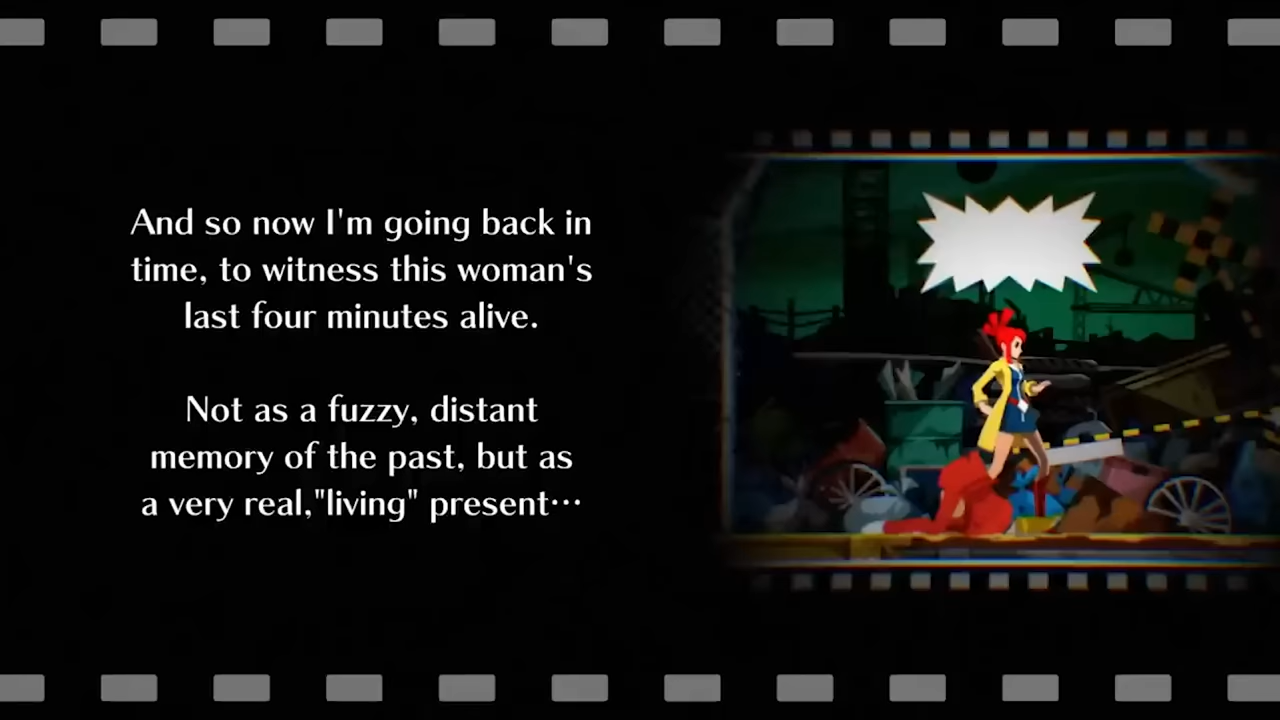 And so now I'm going back in
time, to witness this woman's
last four minutes alive.
Not as a fuzzy, distant
memory of the past, but as
a very real,"living" present⋯